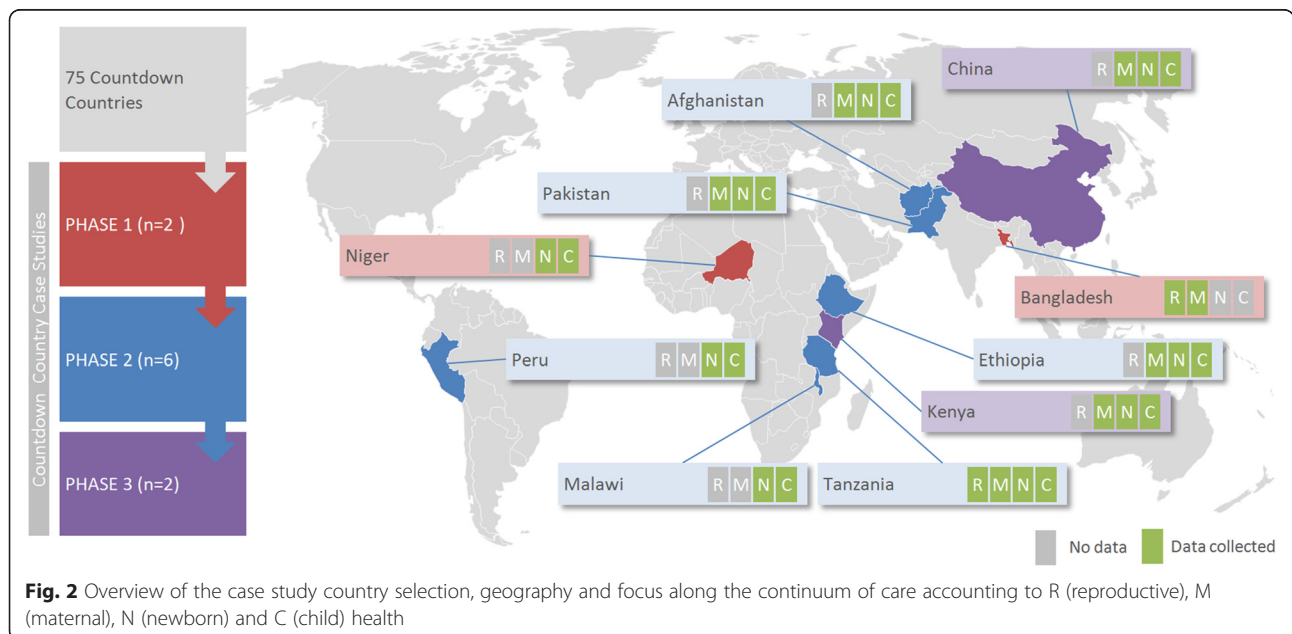 75 Countdown
Countries
Countdown Country Case Studies
PHASE 1 (n=2 )
PHASE 2 (n=6)
PHASE 3 (n=2)
China R M N C
Afghanistan R M N C
Pakistan R M N C
Niger R M N C
Bangladesh R M N C
Peru R M N C
Ethiopia R M N C
Kenya R M N C
Malawi R M N C
Tanzania R M N C
No data Data collected
Fig. 2 Overview of the case study country selection, geography and focus along the continuum of care accounting to R (reproductive), M
(maternal), N (newborn) and C (child) health